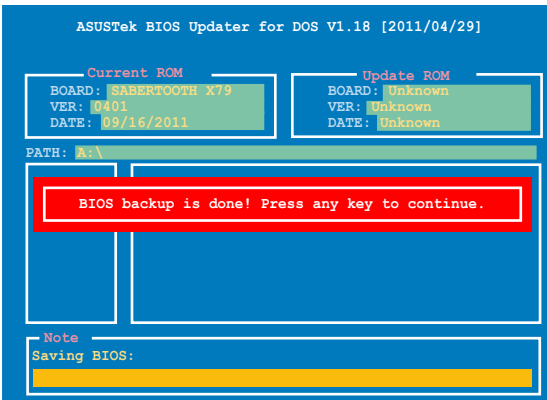 ASUSTek BIOS Updater for DOS V1.18 [2011/04/29]
Current ROM
BOARD: SABERTOOTH X79
VER: 0401
DATE: 09/16/2011
Update ROM
BOARD: Unknown
VER: Unknown
DATE: Unknown
PATH: A:\
BIOS backup is done! Press any key to continue.
Note
Saving BIOS: